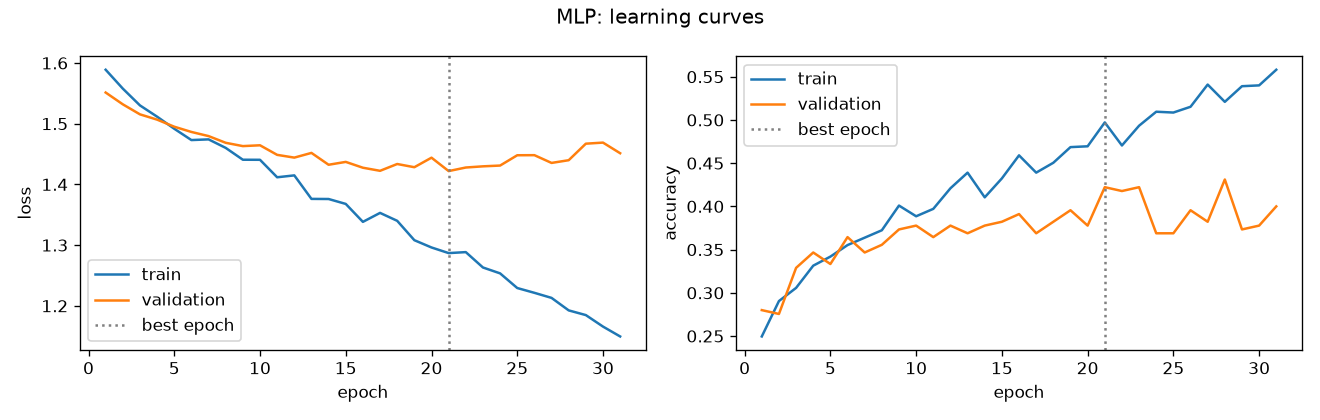 MLP: learning curves
1.6
1.5
1.4
1.3
1.2
loss
train
validation
best epoch
0 5 10 15 20 25 30
epoch
0.55
0.50
0.45
0.40
0.35
0.30
0.25
accuracy
train
validation
best epoch
0 5 10 15 20 25 30
epoch